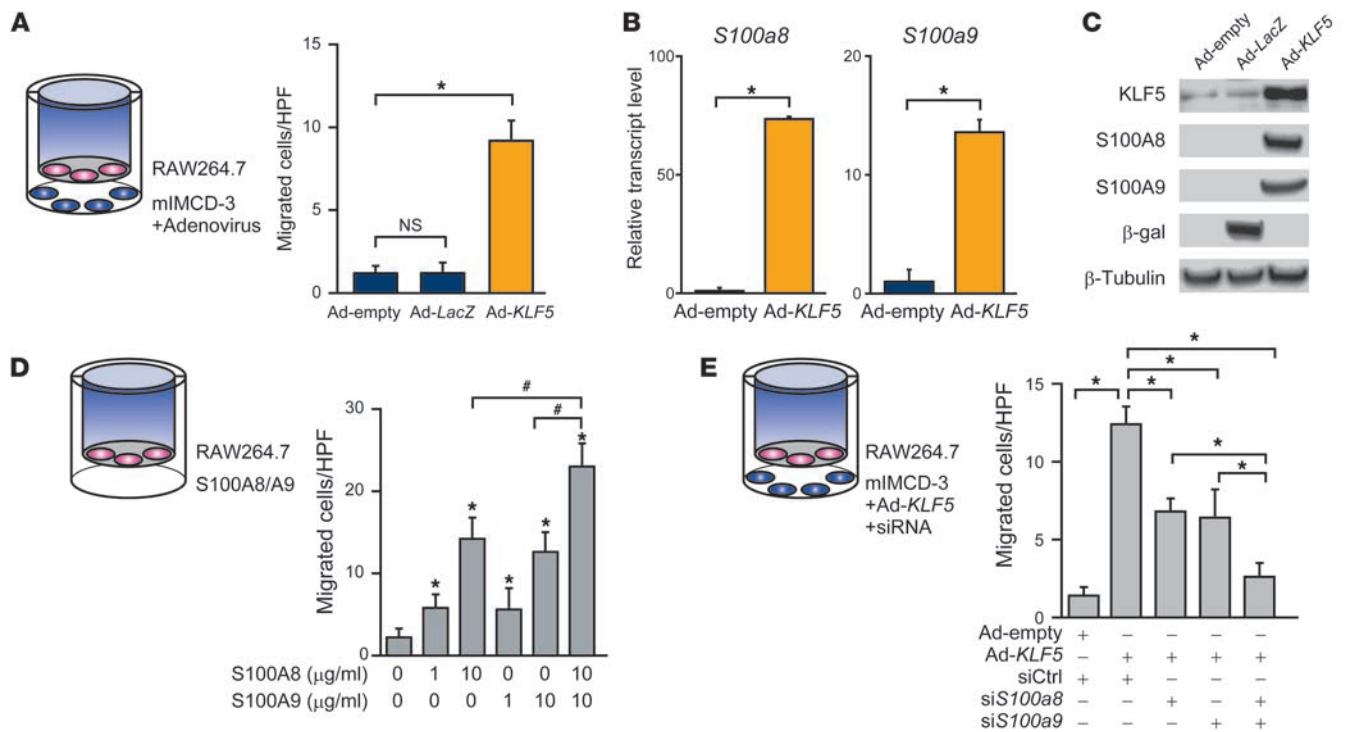 A
RAW264.7
mIMCD-3
+Adenovirus
Migrated cells/HPF
15
10
5
0
*
NS
Ad-empty Ad-LacZ Ad-KLF5
B
Relative transcript level
S100a8
100
50
0
*
Ad-empty Ad-KLF5
S100a9
20
10
0
*
Ad-empty Ad-KLF5
C
Ad-empty Ad-LacZ Ad-KLF5
KLF5
S100A8
S100A9
β-gal
β-Tubulin
D
RAW264.7
S100A8/A9
Migrated cells/HPF
30
20
10
0
#
#
* * * * *
S100A8 (μg/ml) 0 1 10 0 0 10
S100A9 (μg/ml) 0 0 0 1 10 10
E
RAW264.7
mIMCD-3
+Ad-KLF5
+siRNA
Migrated cells/HPF
15
10
5
0
*
*
* *
*
*
Ad-empty + – – – –
Ad-KLF5 – + + + +
siCtrl + + – – –
siS100a8 – – + – +
siS100a9 – – – + +